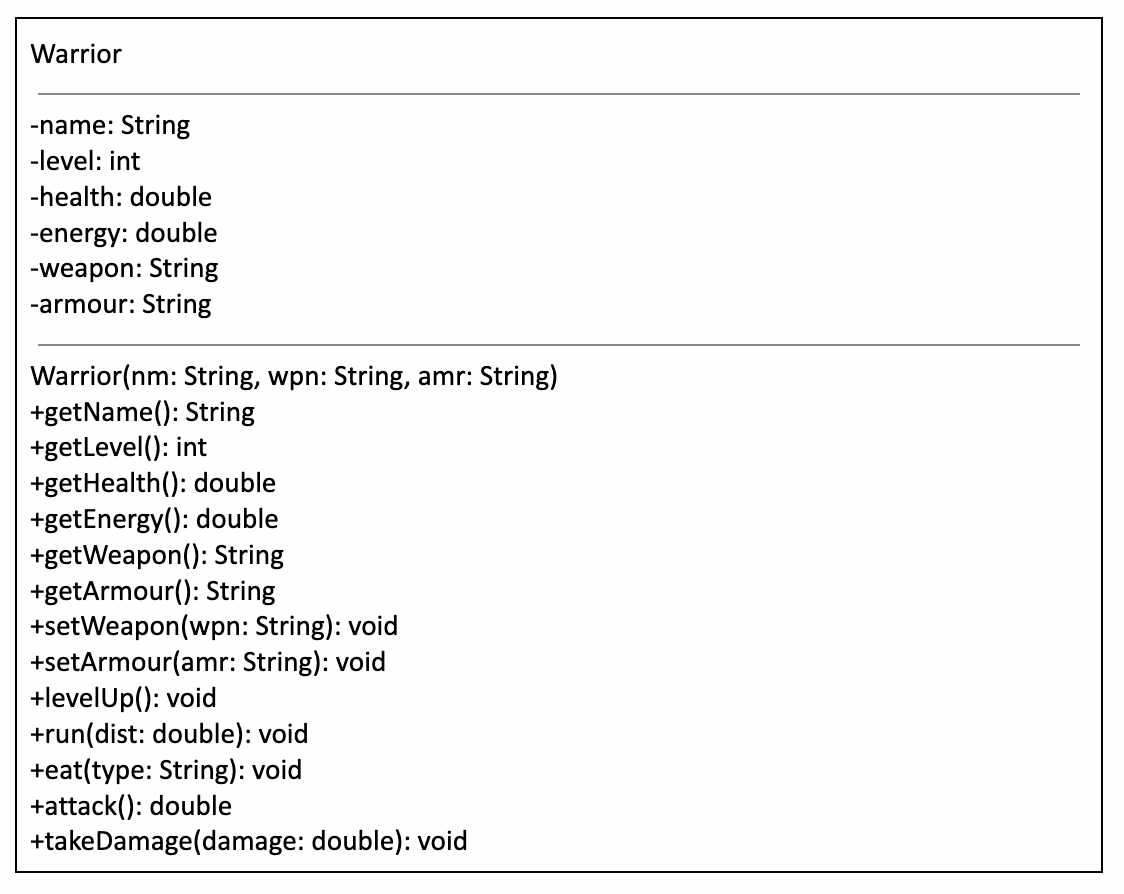 Warrior
-name: String
-level: int
-health: double
-energy: double
-weapon: String
-armour: String
Warrior(nm: String, wpn: String, amr: String)
+getName(): String
+getLevel(): int
+getHealth(): double
+getEnergy(): double
+getWeapon(): String
+getArmour(): String
+setWeapon(wpn: String): void
+setArmour(amr: String): void
+levelUp(): void
+run(dist: double): void
+eat(type: String): void
+attack(): double
+takeDamage(damage: double): void